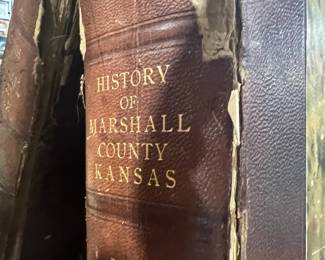 HISTORY
OF
MARSHALL
COUNTY
KANSAS